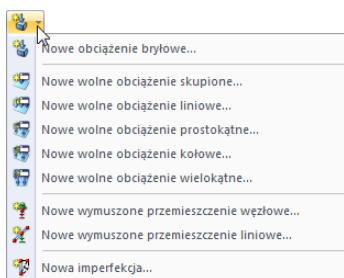 Nowe obciążenie bryłowe...
Nowe wolne obciążenie skupione...
Nowe wolne obciążenie liniowe...
Nowe wolne obciążenie prostokątne...
Nowe wolne obciążenie kołowe...
Nowe wolne obciążenie wielokątne...
Nowe wymuszone przemieszczenie węzłowe...
Nowe wymuszone przemieszczenie liniowe...
Nowa imperfekcja...